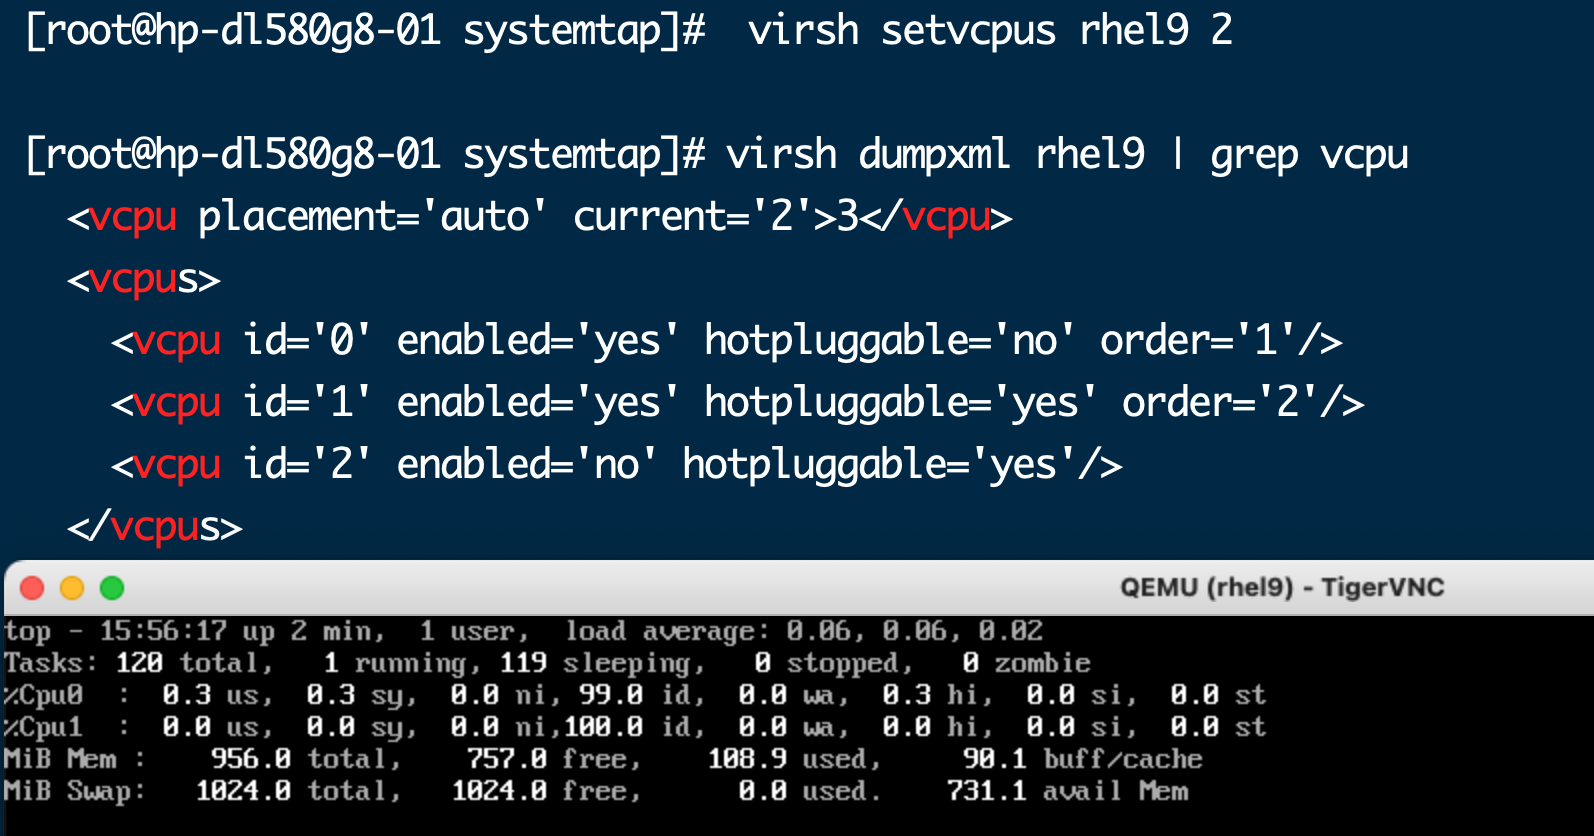 [root@hp-dl580g8-01 systemtap]#  virsh setvcpus rhel9 2
[root@hp-dl580g8-01 systemtap]# virsh dumpxml rhel9 | grep vcpu
  <vcpu placement='auto' current='2'>3</vcpu>
  <vcpus>
    <vcpu id='0' enabled='yes' hotpluggable='no' order='1'/>
    <vcpu id='1' enabled='yes' hotpluggable='yes' order='2'/>
    <vcpu id='2' enabled='no' hotpluggable='yes'/>
  </vcpus>
QEMU (rhel9) - TigerVNC
top - 15:56:17 up 2 min,  1 user,  load average: 0.06, 0.06, 0.02
Tasks: 120 total,   1 running, 119 sleeping,   0 stopped,   0 zombie
%Cpu0  :  0.3 us,  0.3 sy,  0.0 ni, 99.0 id,  0.0 wa,  0.3 hi,  0.0 si,  0.0 st
%Cpu1  :  0.0 us,  0.0 sy,  0.0 ni,100.0 id,  0.0 wa,  0.0 hi,  0.0 si,  0.0 st
MiB Mem :    956.0 total,    757.0 free,    108.9 used,     90.1 buff/cache
MiB Swap:   1024.0 total,   1024.0 free,      0.0 used.    731.1 avail Mem